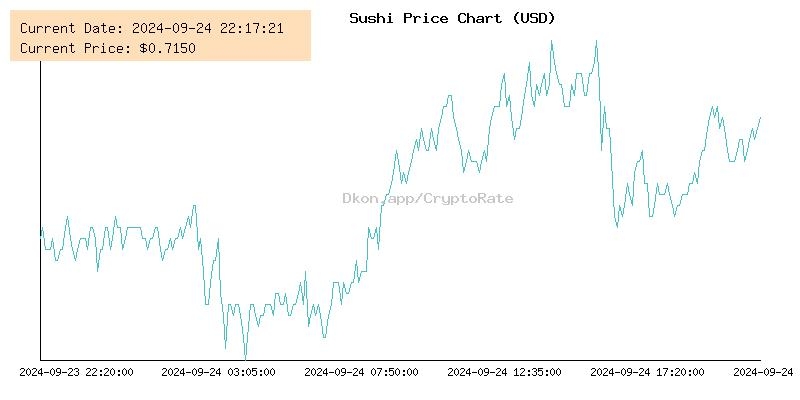 Sushi Price Chart (USD)
Current Date: 2024-09-24 22:17:21
Current Price: $0.7150
Dkon.app/CryptoRate
2024-09-23 22:20:00 2024-09-24 03:05:00 2024-09-24 07:50:00 2024-09-24 12:35:00 2024-09-24 17:20:00 2024-09-24